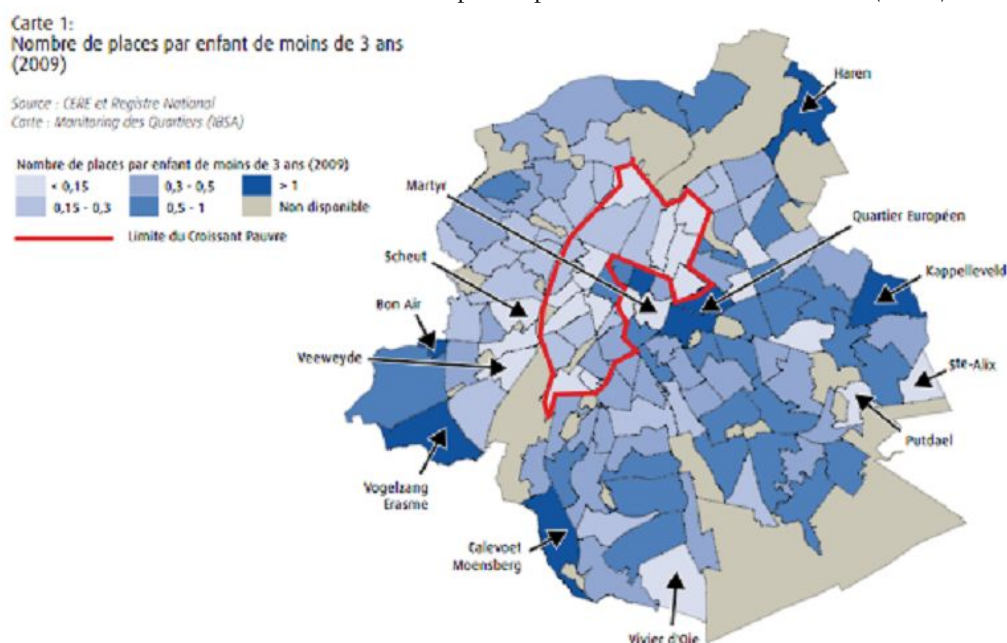 Carte 1:
Nombre de places par enfant de moins de 3 ans
(2009)
Source : CERE et Registre National
Carte : Monitoring des Quartiers (IBSA)
Nombre de places par enfant de moins de 3 ans (2009)
< 0,15
0,3 - 0,5
> 1
0,15 - 0,3
0,5 - 1
Non disponible
Limite du Croissant Pauvre
Haren
Martyr
Quartier Européen
Scheut
Kappelleveld
Bon Air
Veeweyde
Ste-Alix
Putdael
Vogelzang
Erasme
Calevoet
Moensberg
Vivier d'Oie